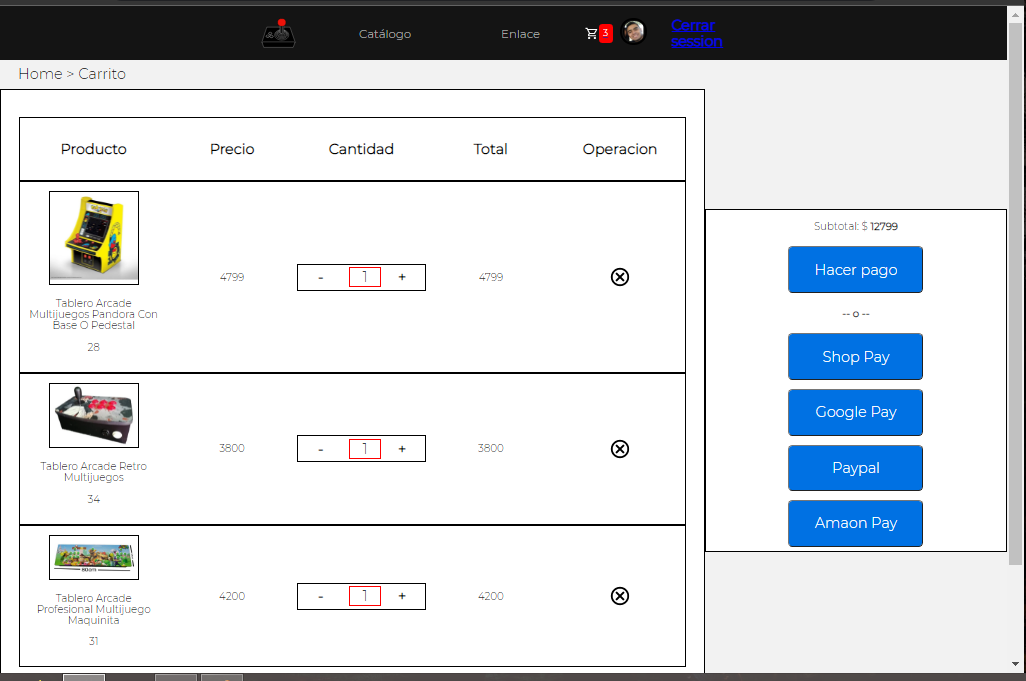 Catálogo
Enlace
3
Cerrar
session
Home > Carrito
Producto
Precio
Cantidad
Total
Operacion
Tablero Arcade
Multijuegos Pandora Con
Base O Pedestal
28
4799
- 1 +
4799
Tablero Arcade Retro
Multijuegos
34
3800
- 1 +
3800
80cm
Tablero Arcade
Profesional Multijuego
Maquinita
31
4200
- 1 +
4200
Subtotal: $ 12799
Hacer pago
-- o --
Shop Pay
Google Pay
Paypal
Amaon Pay